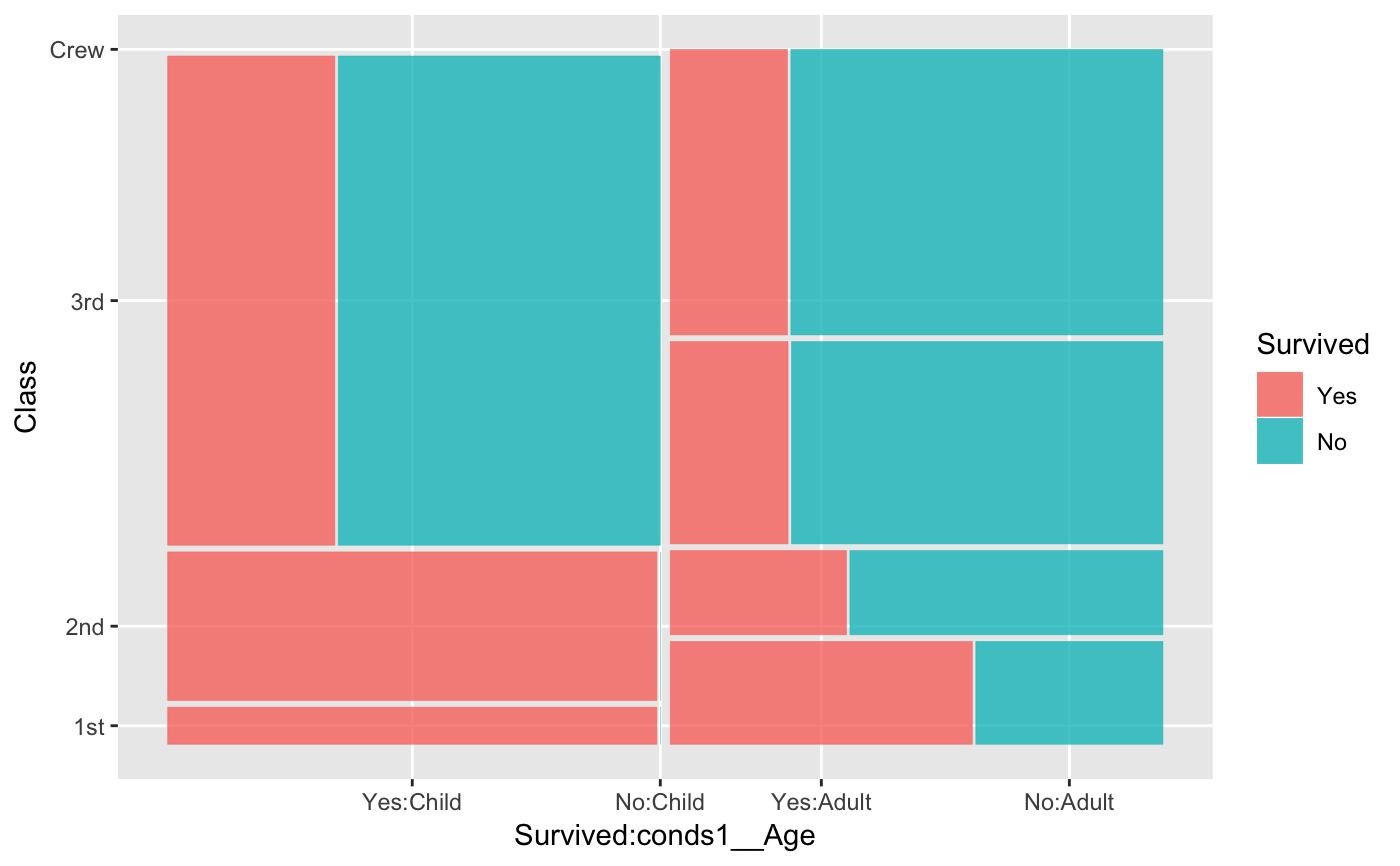 Crew
3rd
2nd
1st
Class
Yes:Child
No:Child
Yes:Adult
No:Adult
Survived:conds1__Age
Survived
Yes
No